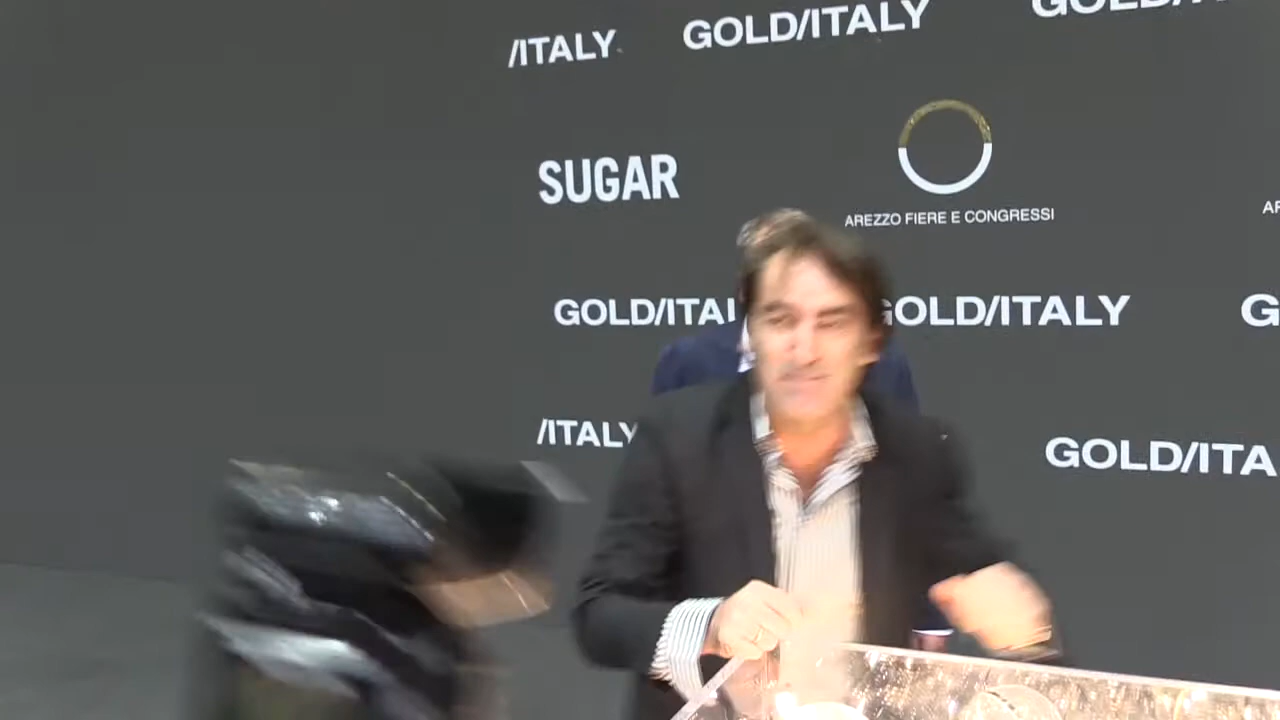 /ITALY
GOLD/ITALY
SUGAR
AREZZO FIERE E CONGRESSI
GOLD/ITAL
GOLD/ITALY
/ITALY
GOLD/ITA